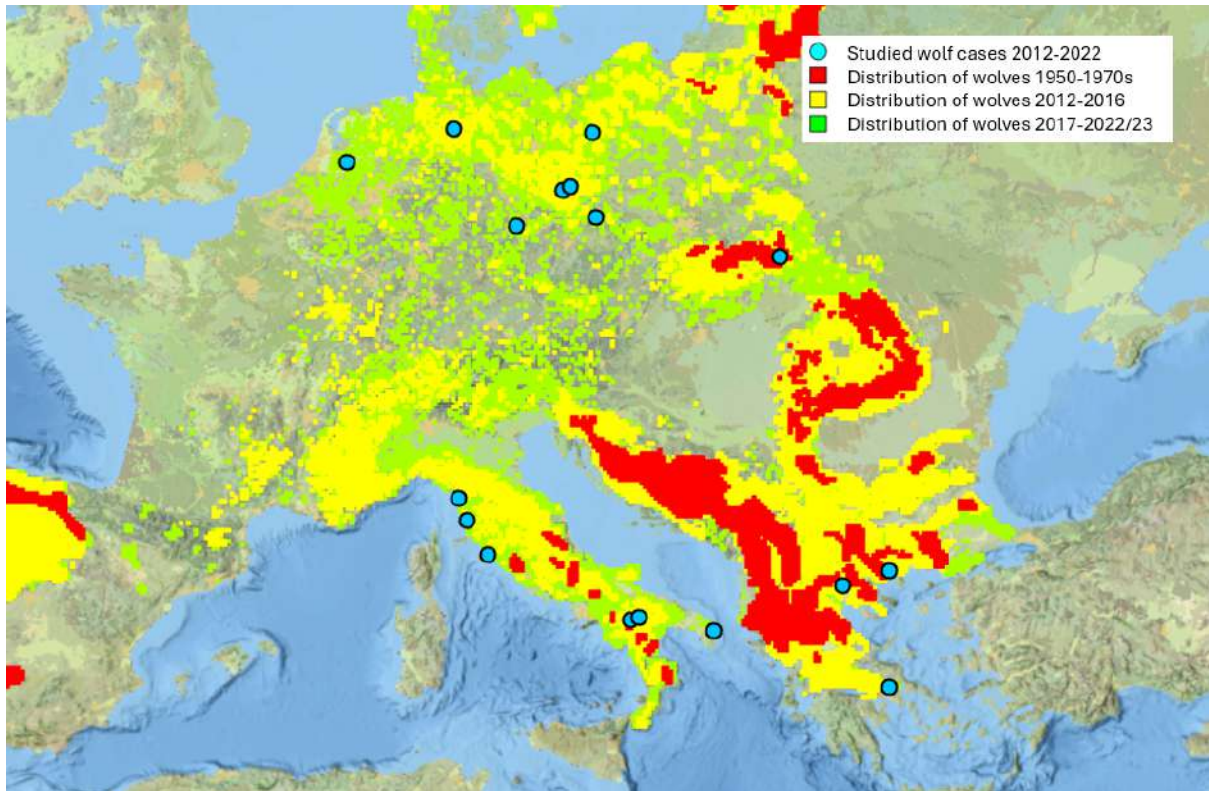 Studied wolf cases 2012-2022
Distribution of wolves 1950-1970s
Distribution of wolves 2012-2016
Distribution of wolves 2017-2022/23